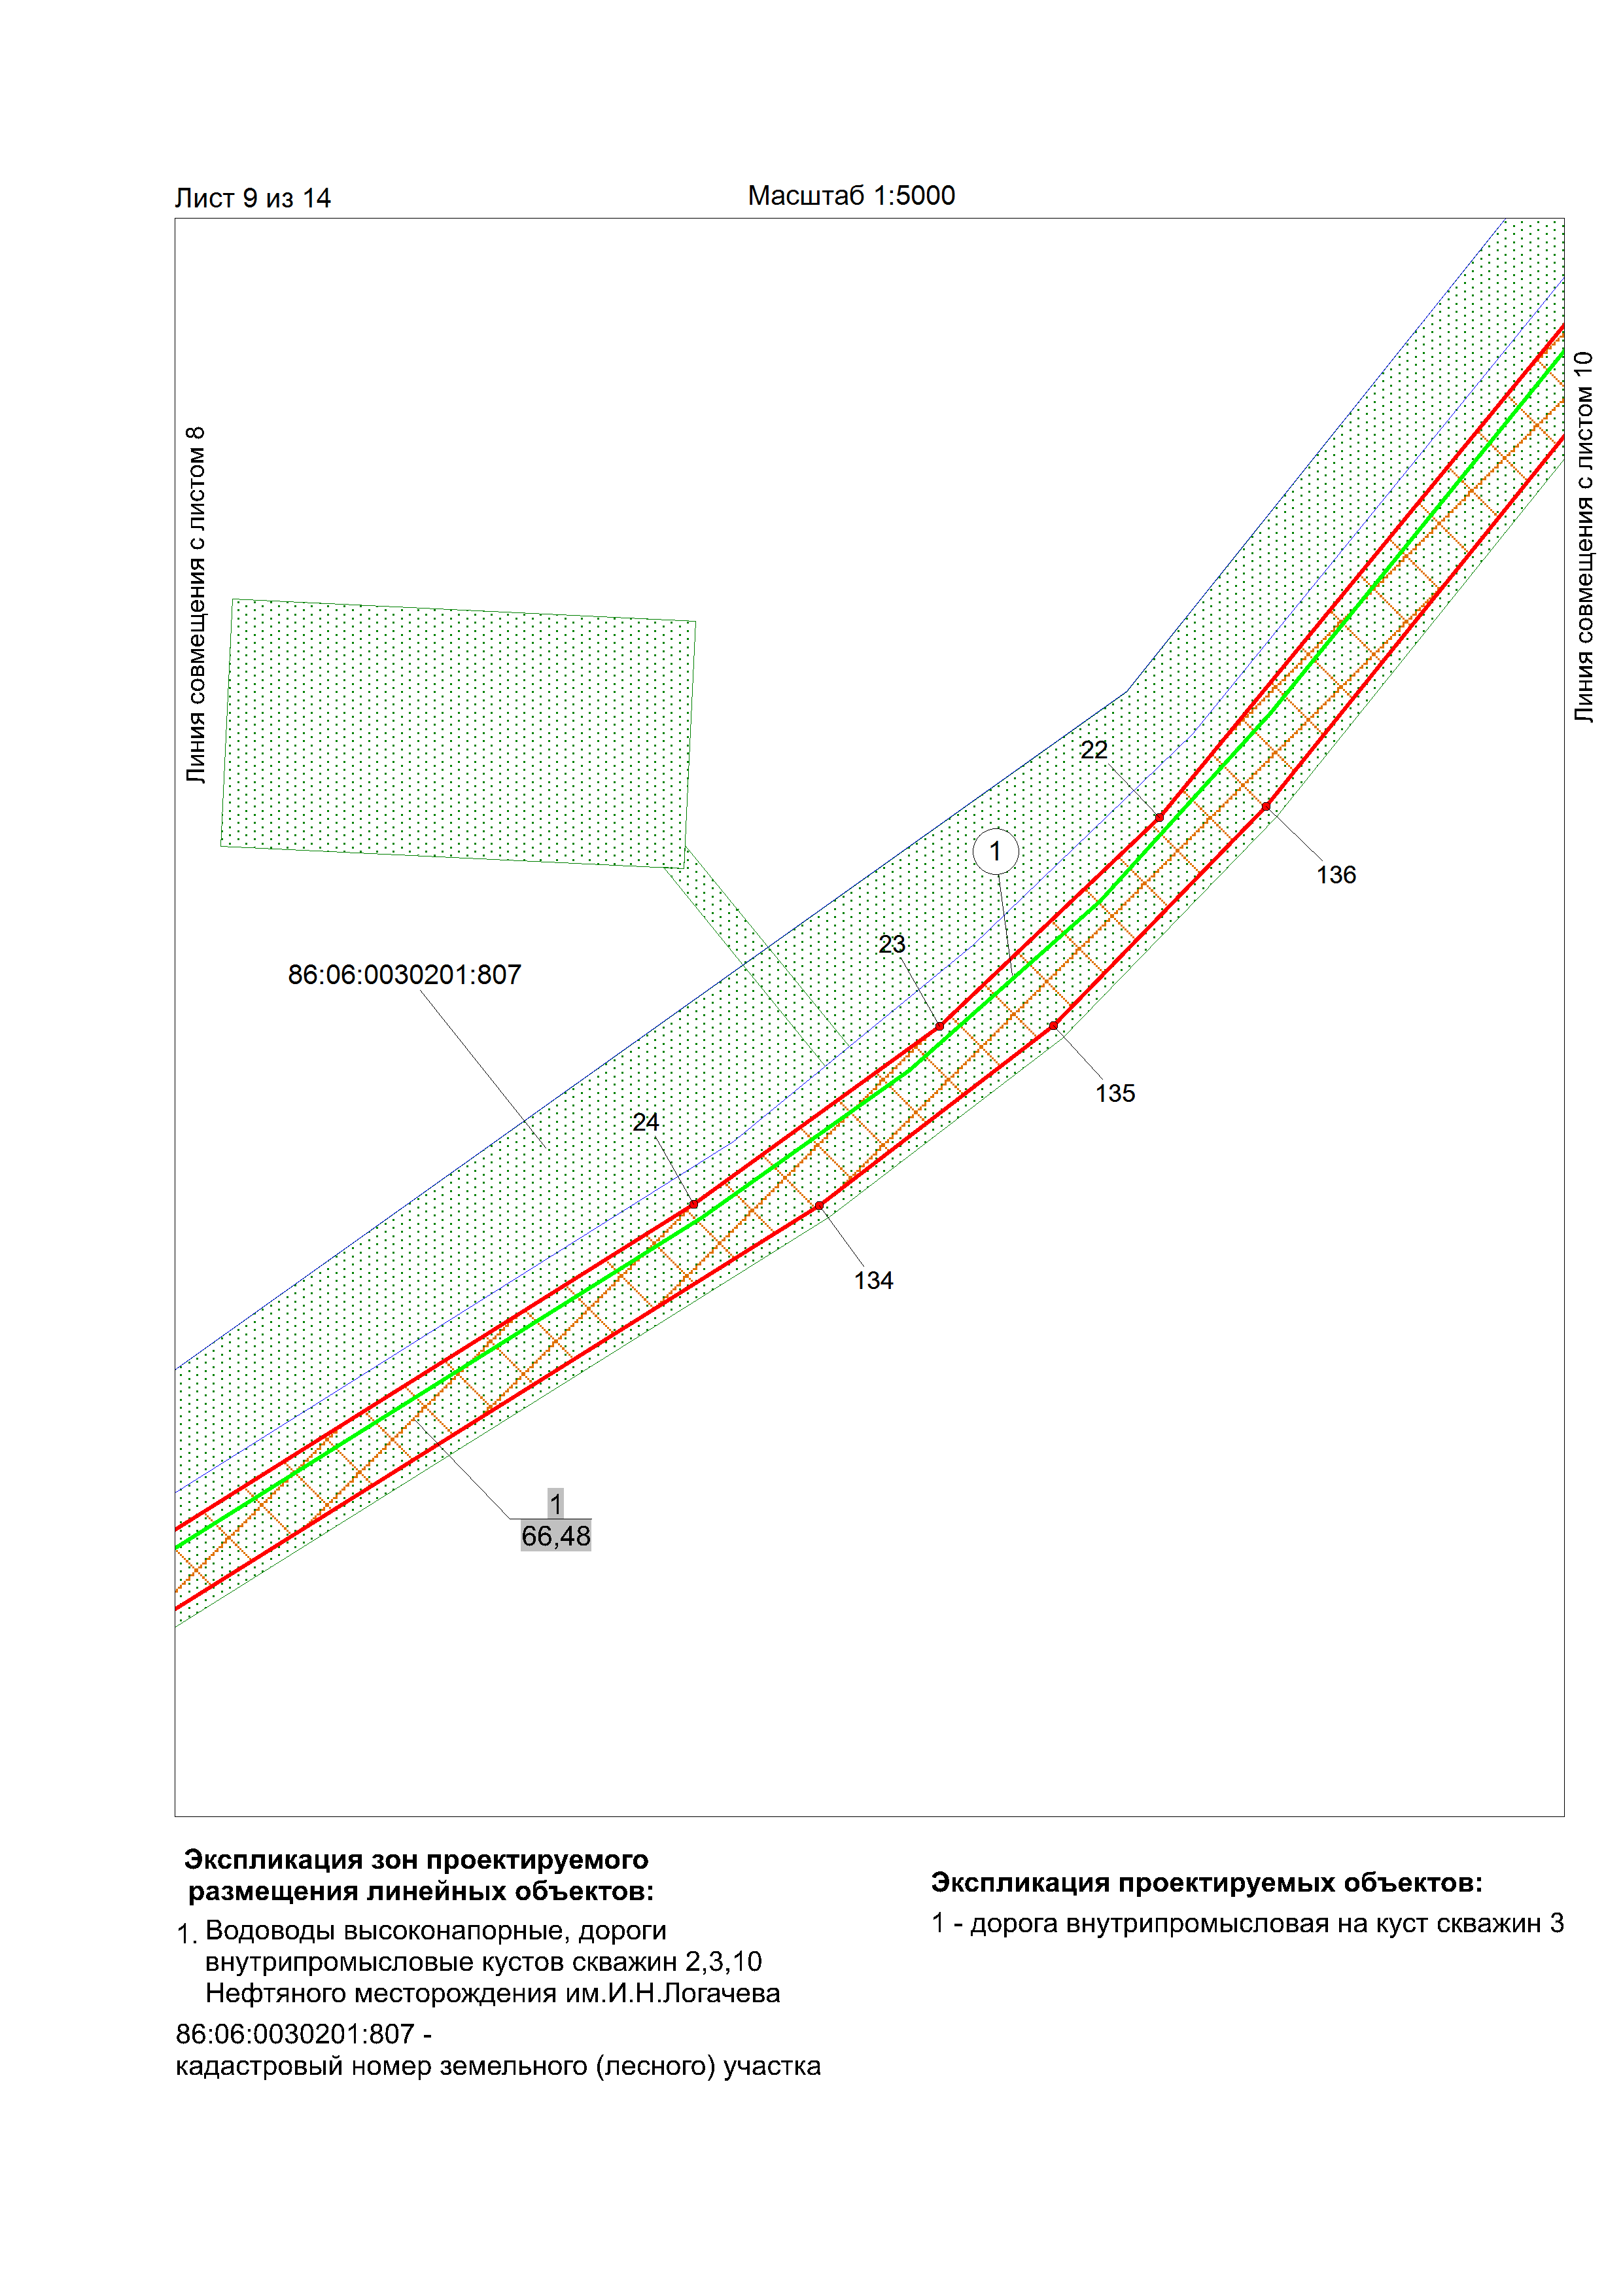 Лист 9 из 14
Масштаб 1:5000
Линия совмещения с листом 8
Линия совмещения с листом 10
22
1
136
23
86:06:0030201:807
135
24
134
1
66,48
Экспликация зон проектируемого
размещения линейных объектов:
1. Водоводы высоконапорные, дороги
внутрипромысловые кустов скважин 2,3,10
Нефтяного месторождения им.И.Н.Логачева
86:06:0030201:807 -
кадастровый номер земельного (лесного) участка
Экспликация проектируемых объектов:
1 - дорога внутрипромысловая на куст скважин 3